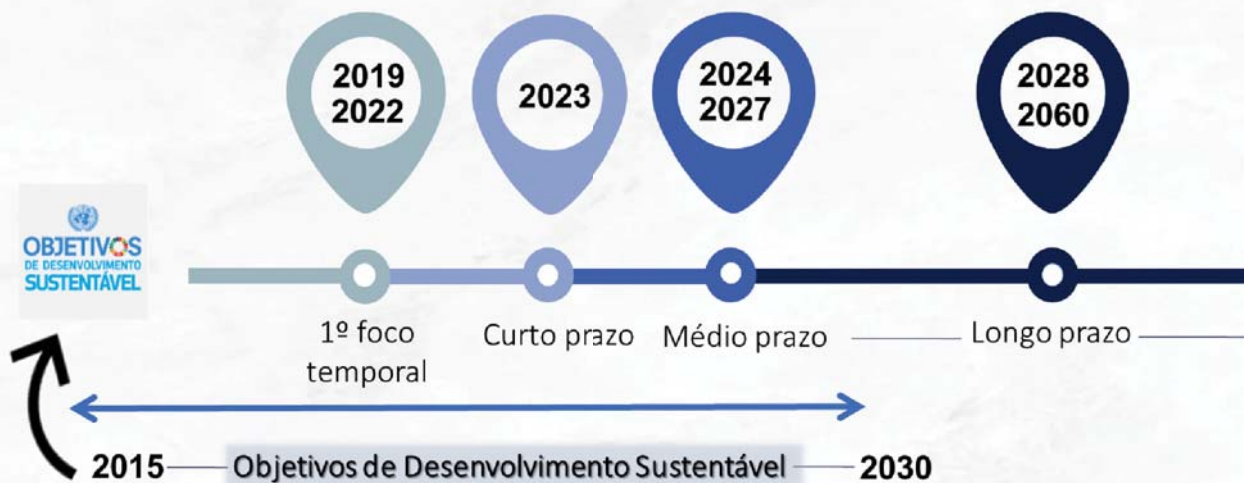 2019
2022
2023
2024
2027
2028
2060
OBJETIVOS
DE DESENVOLVIMENTO
SUSTENTÁVEL
1º foco
temporal
Curto prazo
Médio prazo
Longo prazo
2015
Objetivos de Desenvolvimento Sustentável
2030